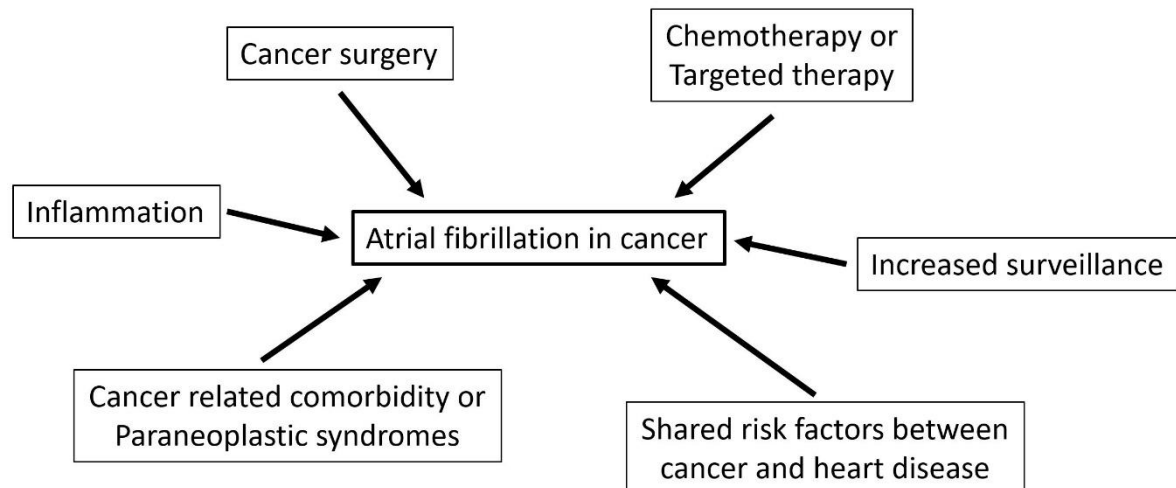 Cancer surgery
Chemotherapy or
Targeted therapy
Inflammation
Atrial fibrillation in cancer
Increased surveillance
Cancer related comorbidity or
Paraneoplastic syndromes
Shared risk factors between
cancer and heart disease